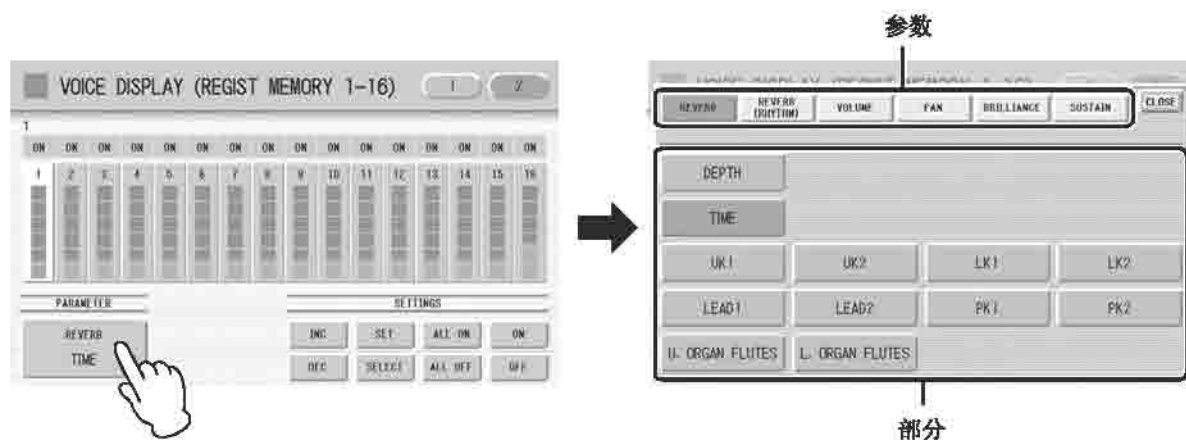 参数
VOICE DISPLAY (REGIST MEMORY 1-16)
1
ON ON ON ON ON ON ON ON ON ON ON ON ON ON ON ON
1 2 3 4 5 6 7 8 9 10 11 12 13 14 15 16
PARAMETER
SETTINGS
REVERB
TIME
INC SET ALL ON ON
DEC SELECT ALL OFF OFF
REVERB REVERB (RHYTHM) VOLUME PAN BRILLIANCE SUSTAIN CLOSE
DEPTH
TIME
UK1 UK2 LK1 LK2
LEAD1 LEAD2 PK1 PK2
U. ORGAN FLUTES L. ORGAN FLUTES
部分